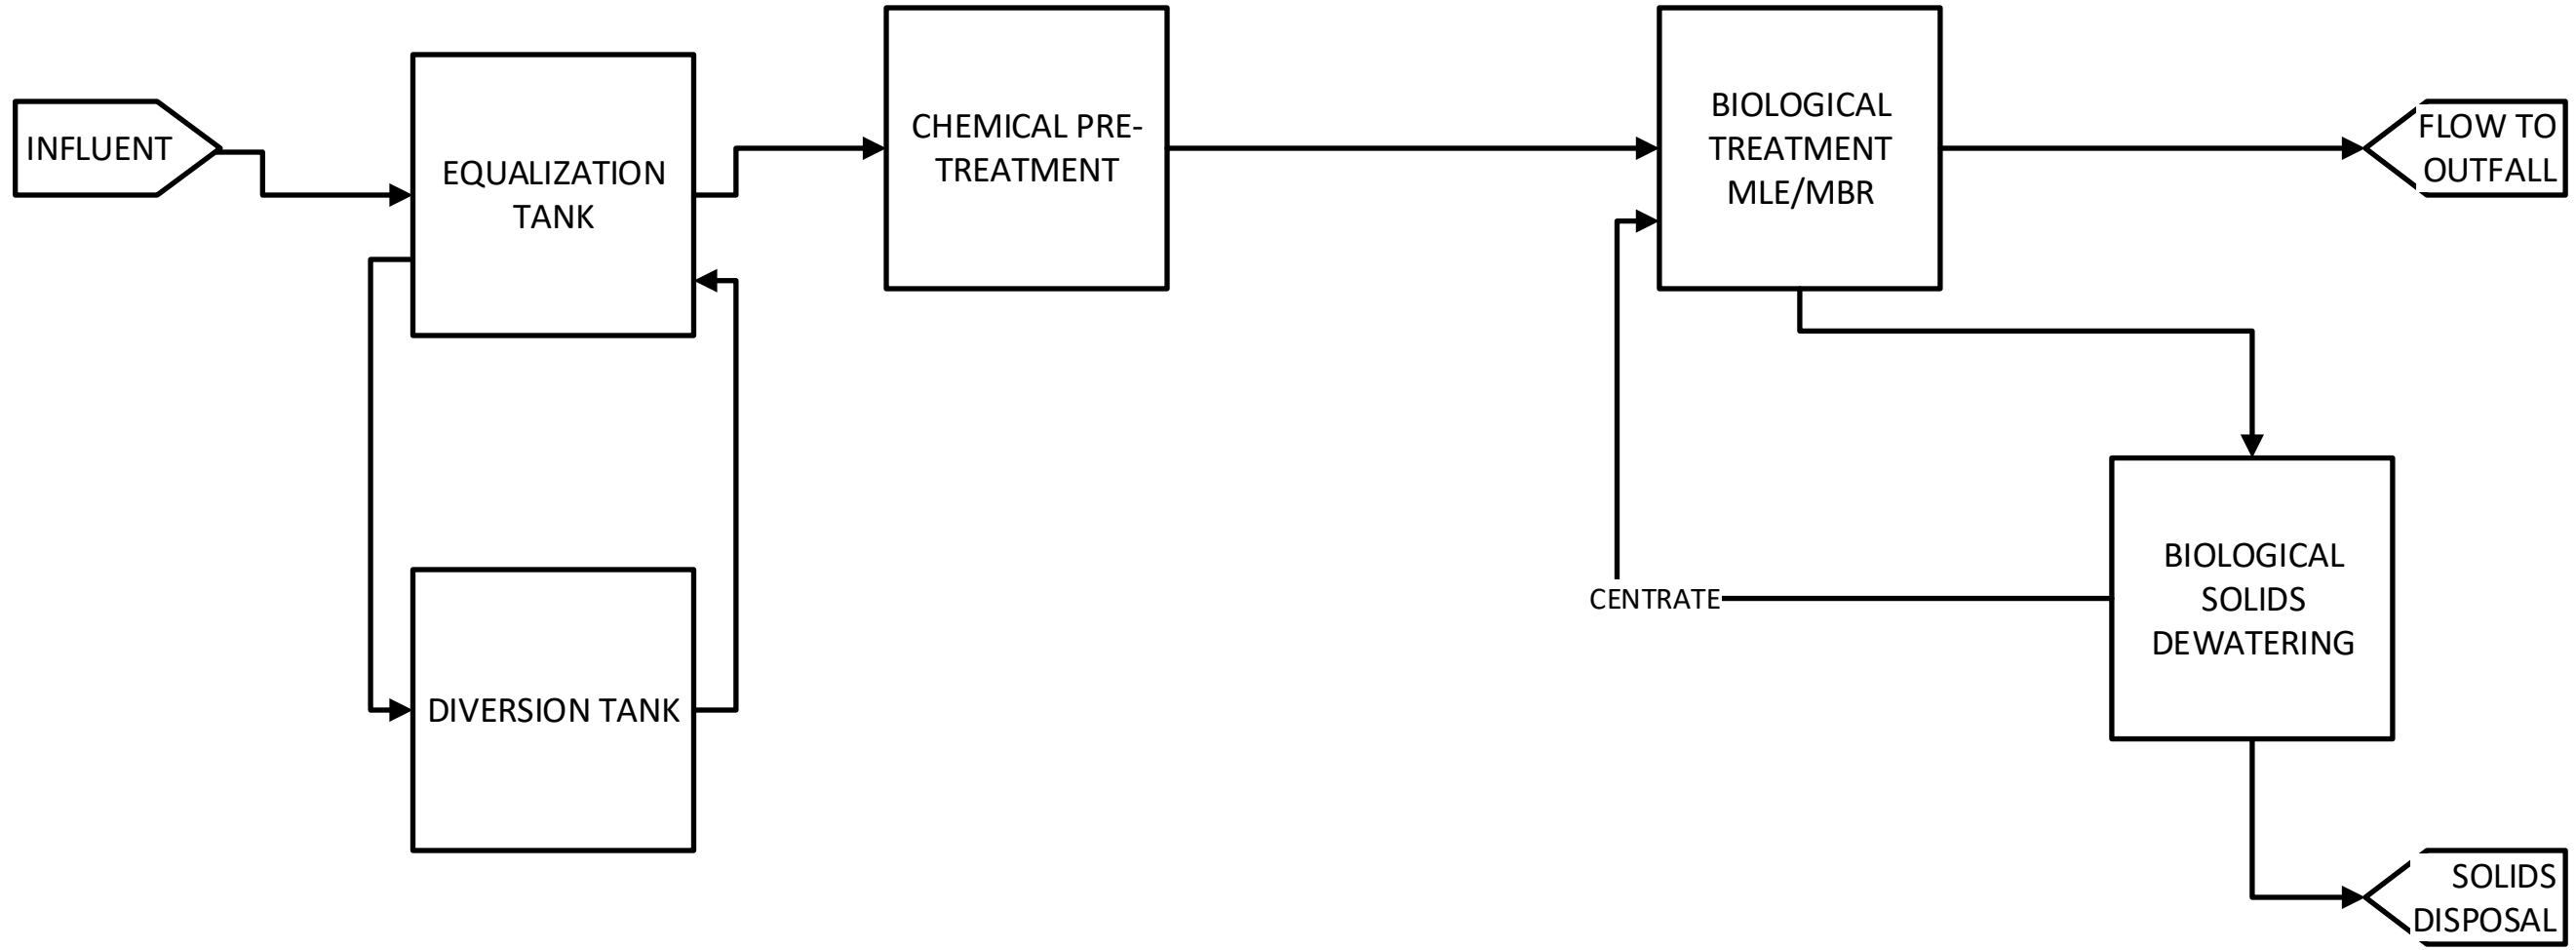 INFLUENT
EQUALIZATION
TANK
CHEMICAL PRE-
TREATMENT
BIOLOGICAL
TREATMENT
MLE/MBR
FLOW TO
OUTFALL
DIVERSION TANK
CENTRATE
BIOLOGICAL
SOLIDS
DEWATERING
SOLIDS
DISPOSAL